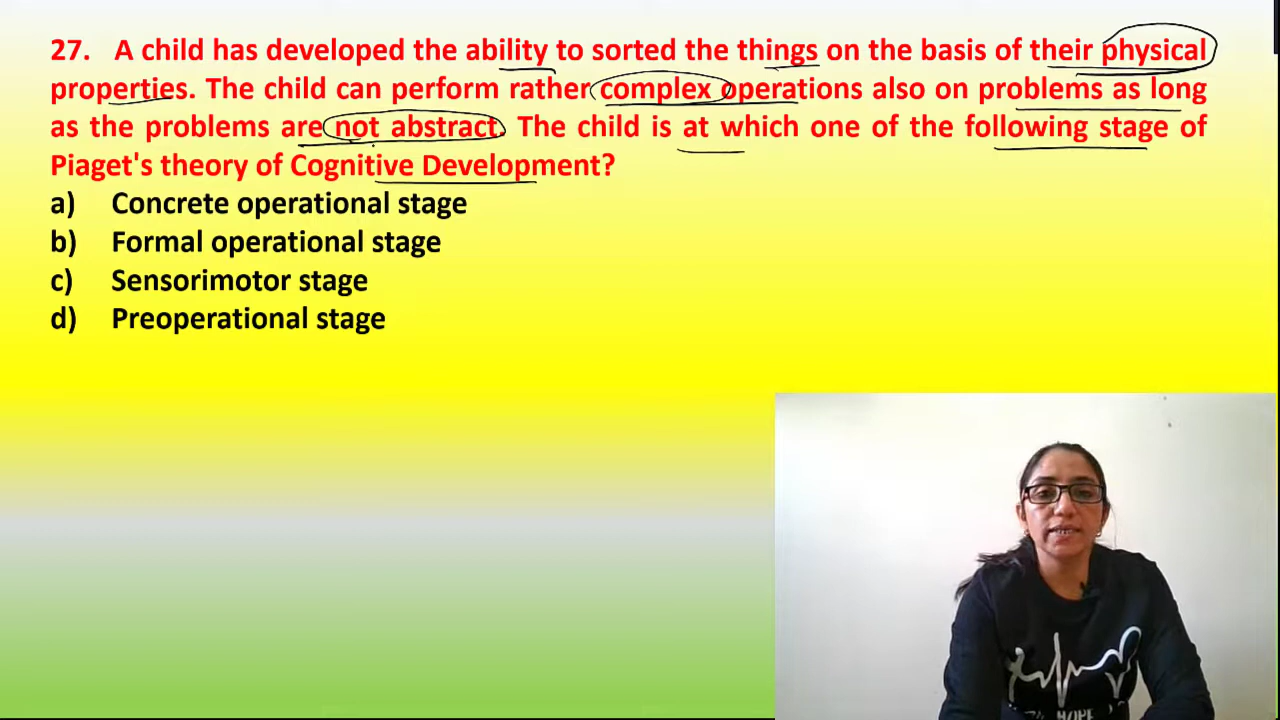 27. A child has developed the ability to sorted the things on the basis of their physical
properties. The child can perform rather complex operations also on problems as long
as the problems are not abstract. The child is at which one of the following stage of
Piaget's theory of Cognitive Development?
a) Concrete operational stage
b) Formal operational stage
c) Sensorimotor stage
d) Preoperational stage
HOPE